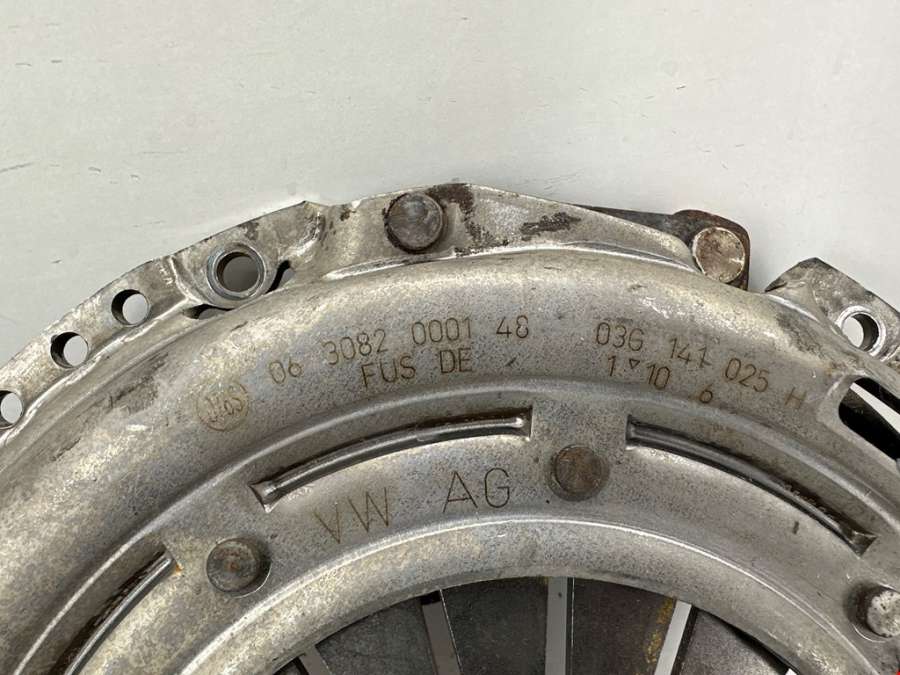 06 3082 0001 48
FUS DE
03G 141 025 H
1 ▽ 10 6
VW AG